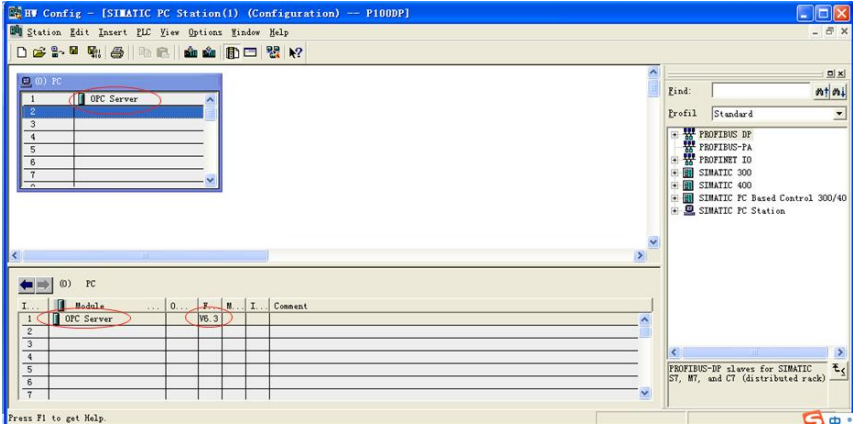 HW Config - [SIMATIC PC Station(1) (Configuration) -- P100DP]
Station Edit Insert PLC View Options Window Help
(0) PC
1 OPC Server
2
3
4
5
6
7
Find:
Profil Standard
PROFIBUS DP
PROFIBUS-PA
PROFINET IO
SIMATIC 300
SIMATIC 400
SIMATIC PC Based Control 300/40
SIMATIC PC Station
(0) PC
I... Module ... O... F... M... I... Comment
1 OPC Server V6.3
2
3
4
5
6
7
PROFIBUS-DP slaves for SIMATIC
S7, M7, and C7 (distributed rack)
Press F1 to get Help.
中